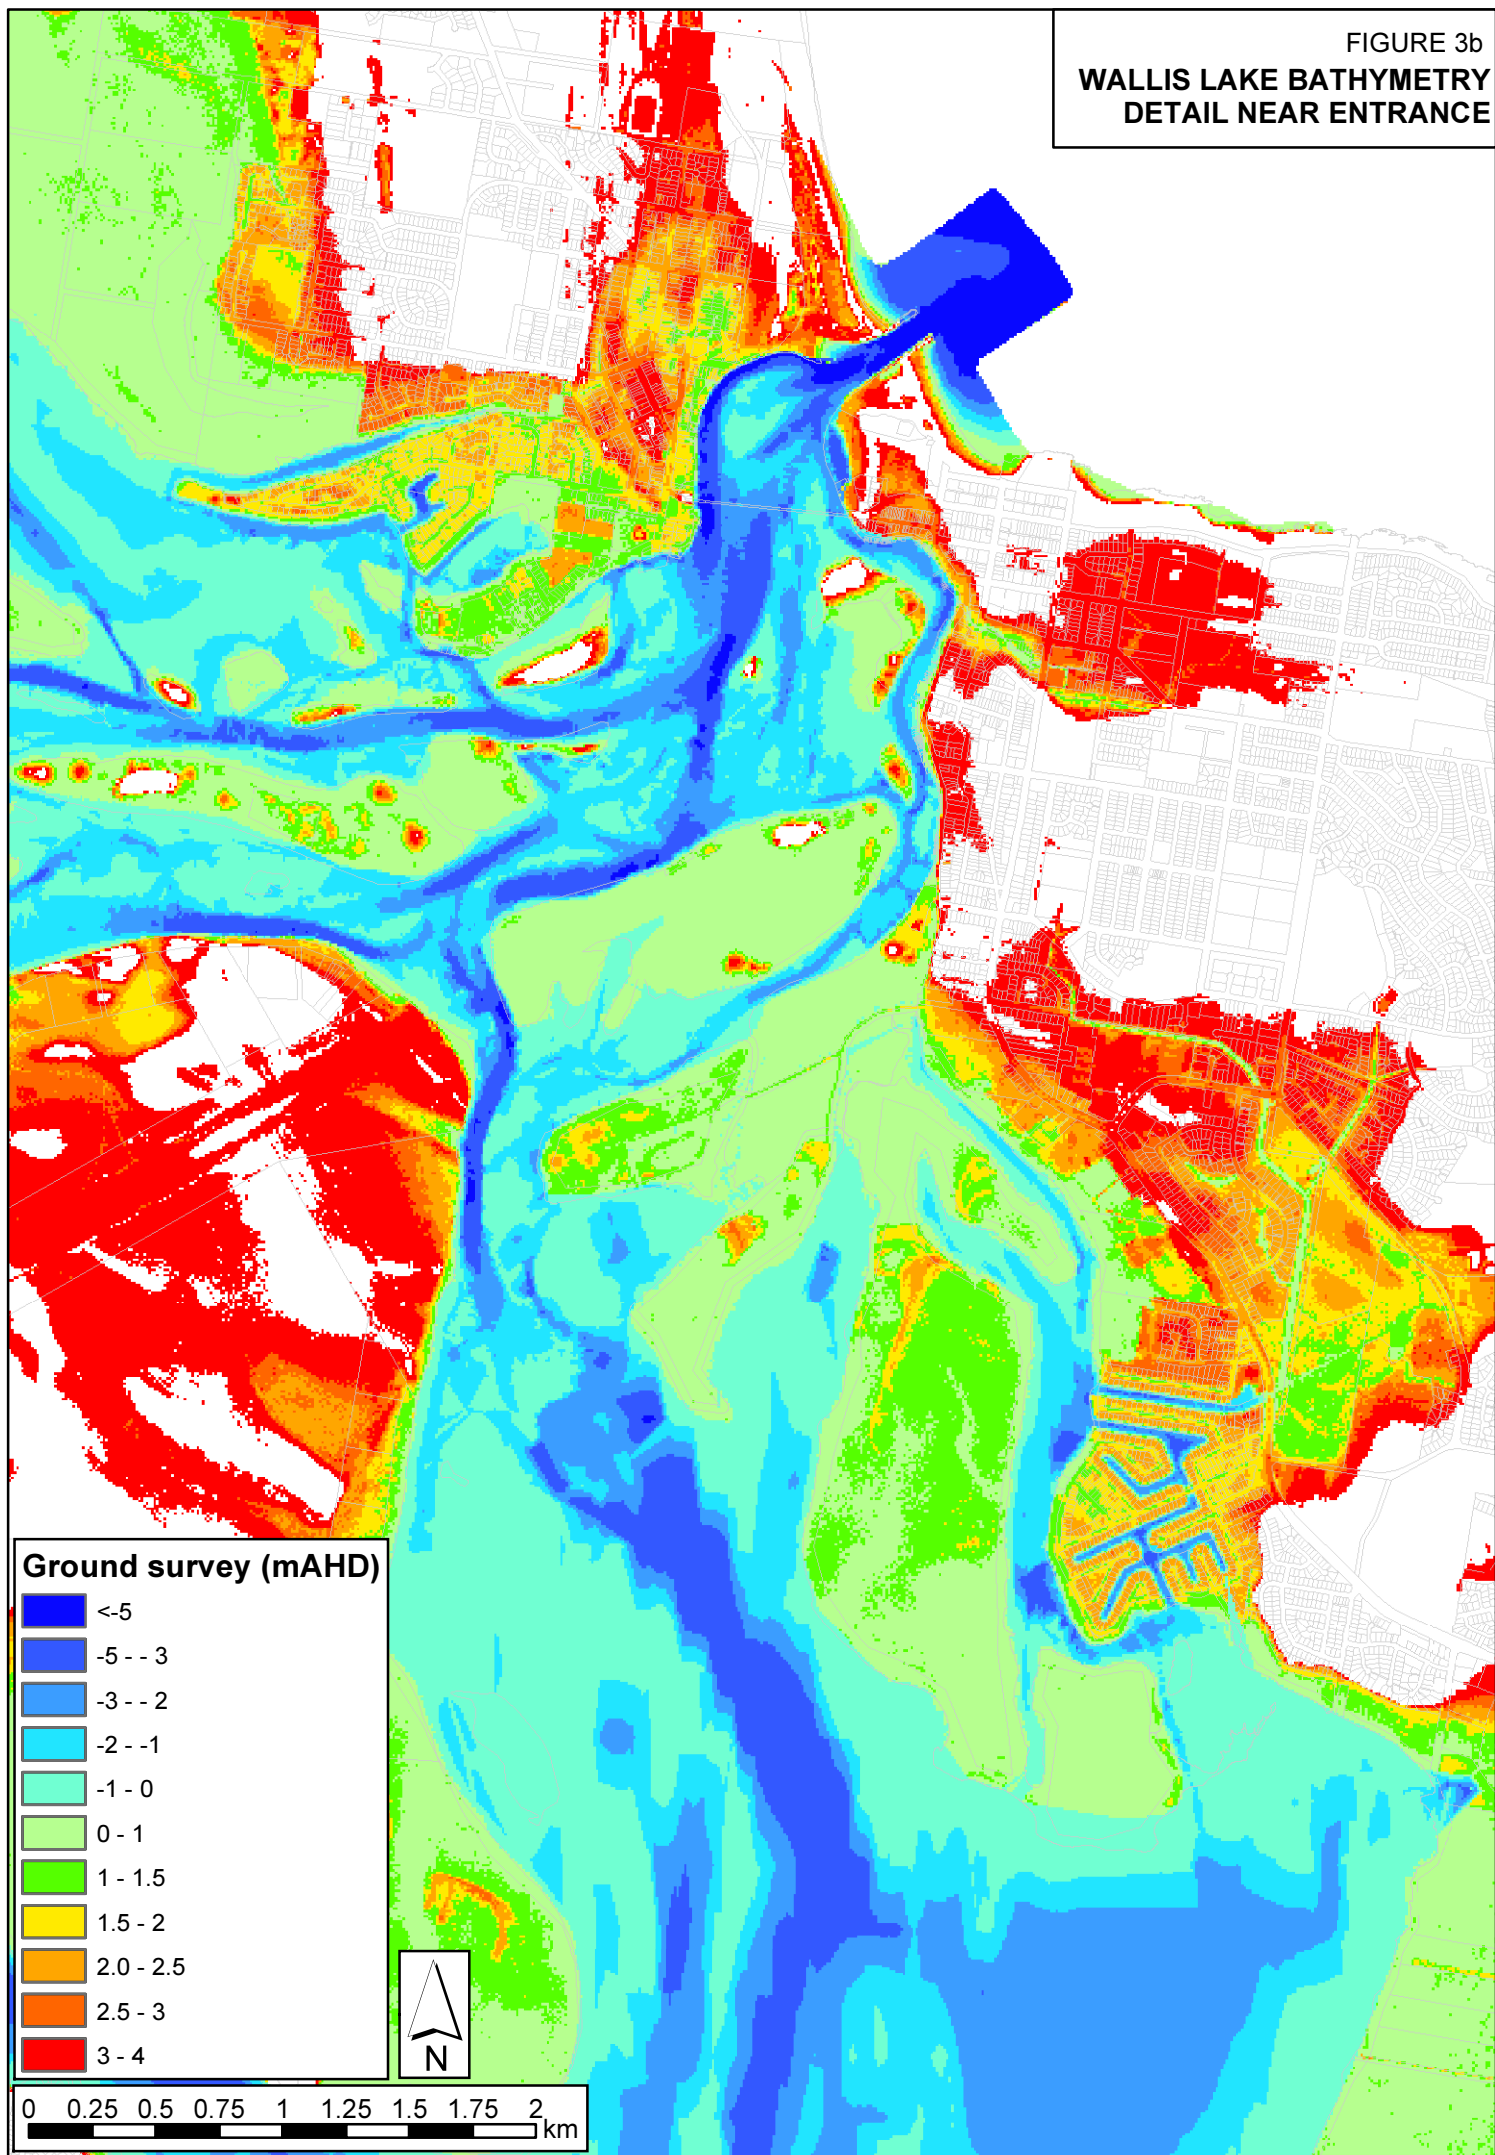 FIGURE 3b
WALLIS LAKE BATHYMETRY
DETAIL NEAR ENTRANCE
Ground survey (mAHD)
<-5
-5 - - 3
-3 - - 2
-2 - -1
-1 - 0
0 - 1
1 - 1.5
1.5 - 2
2.0 - 2.5
2.5 - 3
3 - 4
N
0 0.25 0.5 0.75 1 1.25 1.5 1.75 2
km